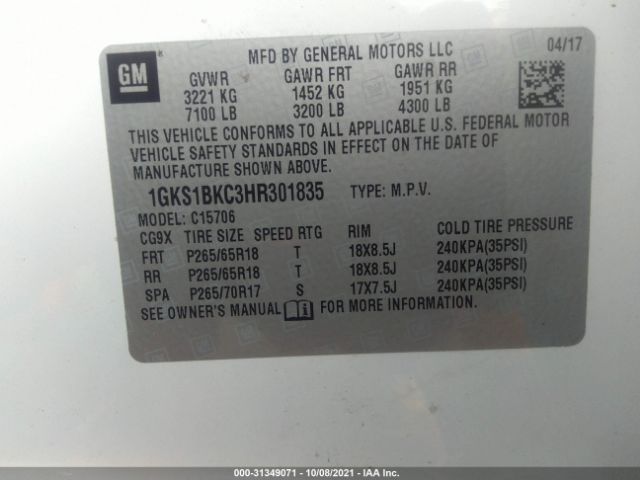 GM
MFD BY GENERAL MOTORS LLC 04/17
GVWR GAWR FRT GAWR RR
3221 KG 1452 KG 1951 KG
7100 LB 3200 LB 4300 LB
THIS VEHICLE CONFORMS TO ALL APPLICABLE U.S. FEDERAL MOTOR
VEHICLE SAFETY STANDARDS IN EFFECT ON THE DATE OF
MANUFACTURE SHOWN ABOVE.
1GKS1BKC3HR301835 TYPE: M.P.V.
MODEL: C15706
CG9X TIRE SIZE SPEED RTG RIM COLD TIRE PRESSURE
FRT P265/65R18 T 18X8.5J 240KPA(35PSI)
RR P265/65R18 T 18X8.5J 240KPA(35PSI)
SPA P265/70R17 S 17X7.5J 240KPA(35PSI)
SEE OWNER'S MANUAL FOR MORE INFORMATION.
000-31349071 - 10/08/2021 - IAA Inc.